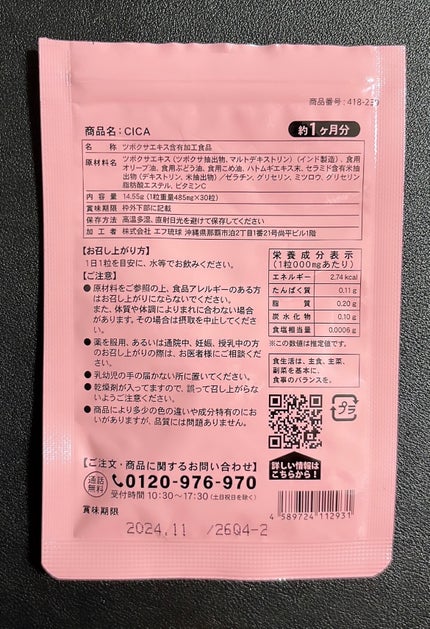 商品番号:418-239
商品名:CICA
約1ヶ月分
名 称 ツボクサエキス含有加工食品
原材料名 ツボクサエキス(ツボクサ抽出物、マルトデキストリン)(インド製造)、食用
オリーブ油、食用ぶどう油、食用こめ油、ハトムギエキス末、セラミド含有米抽
出物(デキストリン、米抽出物)/ゼラチン、グリセリン、ミツロウ、グリセリン
脂肪酸エステル、ビタミンC
内 容 量 14.55g(1粒重量485mg×30粒)
賞味期限 枠外下部に記載
保存方法 高温多湿、直射日光を避けて保存してください
加 工 者 株式会社 エフ琉球 沖縄県那覇市泊2丁目1番21号尚平ビル1階
【お召し上がり方】
1日1粒を目安に、水等でお飲みください。
【ご注意】
●原材料をご参照の上、食品アレルギーのある方
はお召し上がりにならないでください。
また、体質や体調によりまれに合わない場合
があります。その場合は摂取を中止してくださ
い。
●薬を服用、あるいは通院中、妊娠、授乳中の方
のお召し上がりの際は、お医者様にご相談くだ
さい。
●乳幼児の手の届かない所に置いてください。
●乾燥剤が入ってますので、誤って召し上がらな
いようご注意ください。
●商品により多少の色の違いや成分特有のにお
いがありますが、品質には問題ありません。
栄養成分表示
(1粒000mgあたり)
エネルギー 2.74kcal
たんぱく質 0.11g
脂質 0.20g
炭水化物 0.10g
食塩相当量 0.0006g
※この数値は推定値です。
食生活は、主食、主菜、
副菜を基本に、
食事のバランスを。
プラ
詳しい情報は
こちらから!
【ご注文・商品に関するお問い合わせ】
通話
無料
0120-976-970
受付時間 10:30〜17:30(土日祝日を除く)
4 589724 112931
賞味期限
2024.11 /26Q4-2